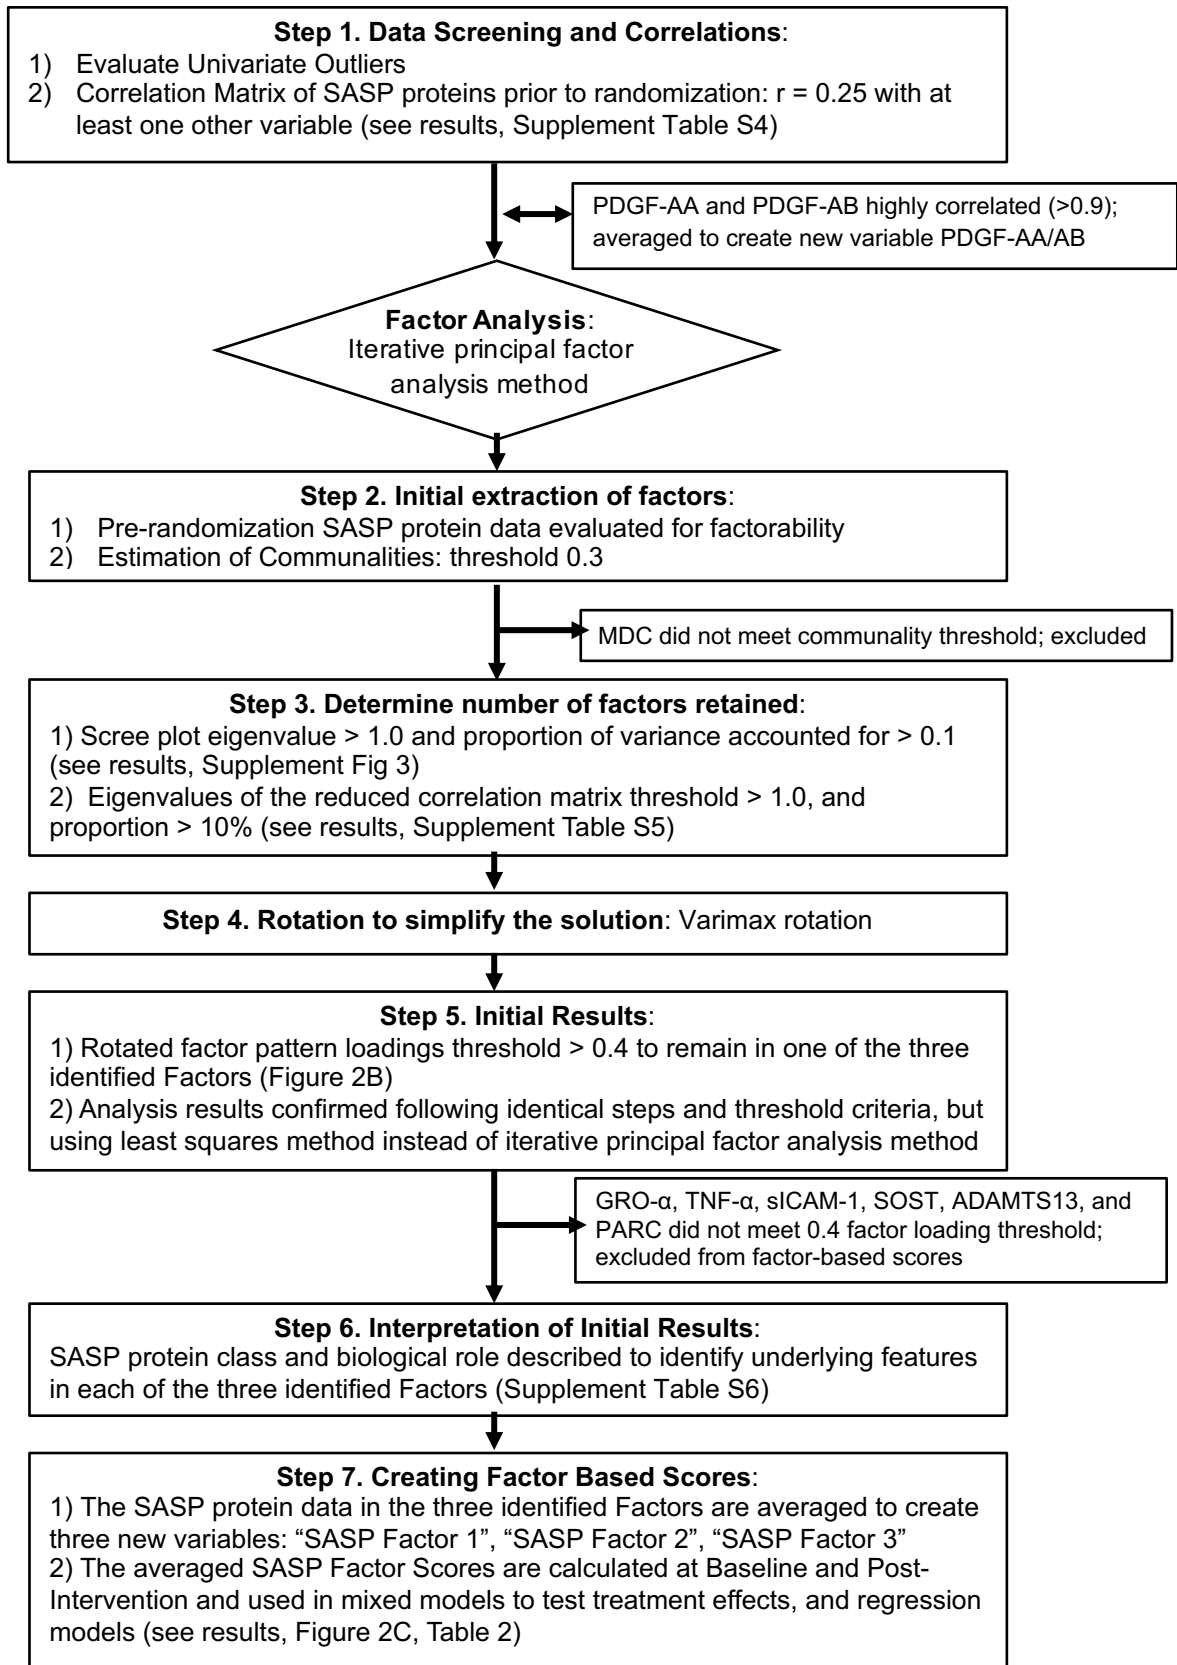 Step 1. Data Screening and Correlations:
1) Evaluate Univariate Outliers
2) Correlation Matrix of SASP proteins prior to randomization: r = 0.25 with at
least one other variable (see results, Supplement Table S4)
PDGF-AA and PDGF-AB highly correlated (>0.9);
averaged to create new variable PDGF-AA/AB
Factor Analysis:
Iterative principal factor
analysis method
Step 2. Initial extraction of factors:
1) Pre-randomization SASP protein data evaluated for factorability
2) Estimation of Communalities: threshold 0.3
MDC did not meet communality threshold; excluded
Step 3. Determine number of factors retained:
1) Scree plot eigenvalue > 1.0 and proportion of variance accounted for > 0.1
(see results, Supplement Fig 3)
2) Eigenvalues of the reduced correlation matrix threshold > 1.0, and
proportion > 10% (see results, Supplement Table S5)
Step 4. Rotation to simplify the solution: Varimax rotation
Step 5. Initial Results:
1) Rotated factor pattern loadings threshold > 0.4 to remain in one of the three
identified Factors (Figure 2B)
2) Analysis results confirmed following identical steps and threshold criteria, but
using least squares method instead of iterative principal factor analysis method
GRO-α, TNF-α, sICAM-1, SOST, ADAMTS13, and
PARC did not meet 0.4 factor loading threshold;
excluded from factor-based scores
Step 6. Interpretation of Initial Results:
SASP protein class and biological role described to identify underlying features
in each of the three identified Factors (Supplement Table S6)
Step 7. Creating Factor Based Scores:
1) The SASP protein data in the three identified Factors are averaged to create
three new variables: “SASP Factor 1”, “SASP Factor 2”, “SASP Factor 3”
2) The averaged SASP Factor Scores are calculated at Baseline and Post-
Intervention and used in mixed models to test treatment effects, and regression
models (see results, Figure 2C, Table 2)